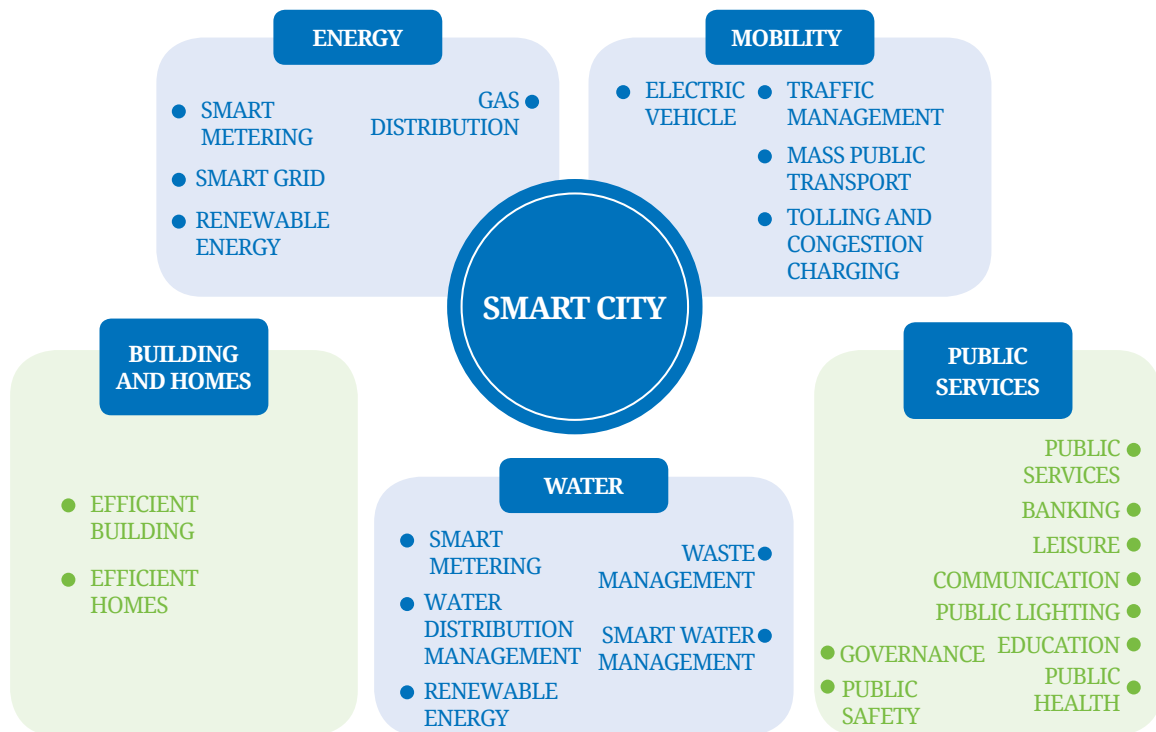 ENERGY
SMART
METERING
SMART GRID
RENEWABLE
ENERGY
GAS
DISTRIBUTION
MOBILITY
ELECTRIC
VEHICLE
TRAFFIC
MANAGEMENT
MASS PUBLIC
TRANSPORT
TOLLING AND
CONGESTION
CHARGING
SMART CITY
BUILDING
AND HOMES
EFFICIENT
BUILDING
EFFICIENT
HOMES
WATER
SMART
METERING
WATER
DISTRIBUTION
MANAGEMENT
RENEWABLE
ENERGY
WASTE
MANAGEMENT
SMART WATER
MANAGEMENT
PUBLIC
SERVICES
PUBLIC
SERVICES
BANKING
LEISURE
COMMUNICATION
PUBLIC LIGHTING
EDUCATION
PUBLIC
HEALTH
GOVERNANCE
PUBLIC
SAFETY